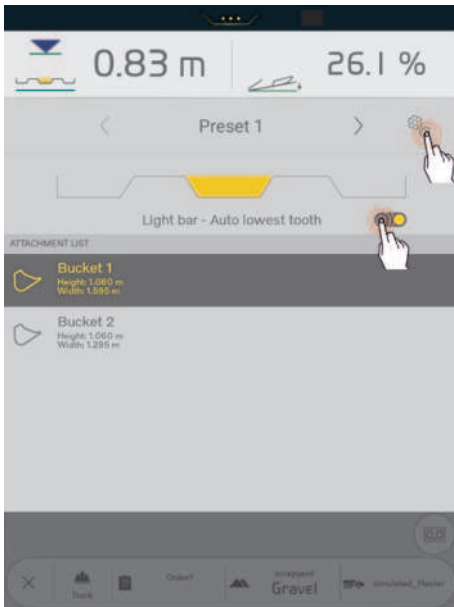 0.83 m
26.1 %
Preset 1
Light bar - Auto lowest tooth
ATTACHMENT LIST
Bucket 1
Height: 1.060 m
Width: 1.595 m
Bucket 2
Height: 1.060 m
Width: 1.295 m
Truck
Gravel